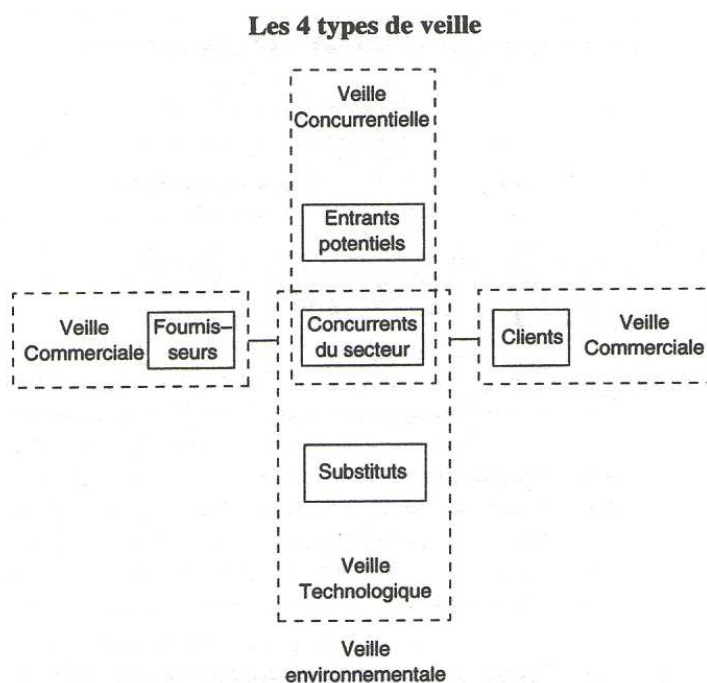 Les 4 types de veille
Veille
Concurrentielle
Entrants
potentiels
Veille
Commerciale
Fournis-
seurs
Concurrents
du secteur
Clients
Veille
Commerciale
Substituts
Veille
Technologique
Veille
environnementale